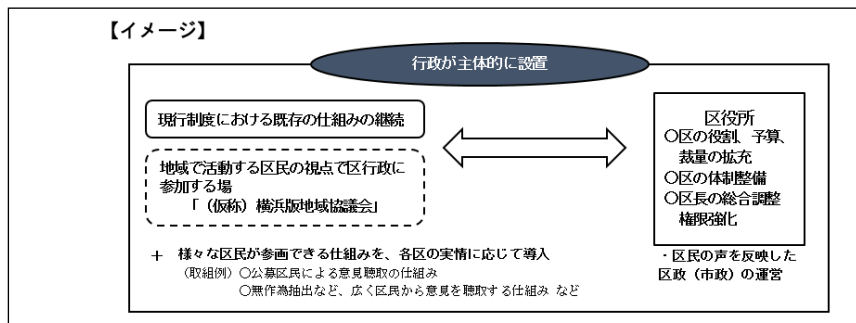 【イメージ】
行政が主体的に設置
現行制度における既存の仕組みの継続
地域で活動する区民の視点で区行政に
参加する場
「(仮称)横浜版地域協議会」
+ 様々な区民が参画できる仕組みを、各区の実情に応じて導入
(取組例)○公募区民による意見聴取の仕組み
○無作為抽出など、広く区民から意見を聴取する仕組み など
区役所
○区の役割、予算、
裁量の拡充
○区の体制整備
○区長の総合調整
権限強化
・区民の声を反映した
区政(市政)の運営